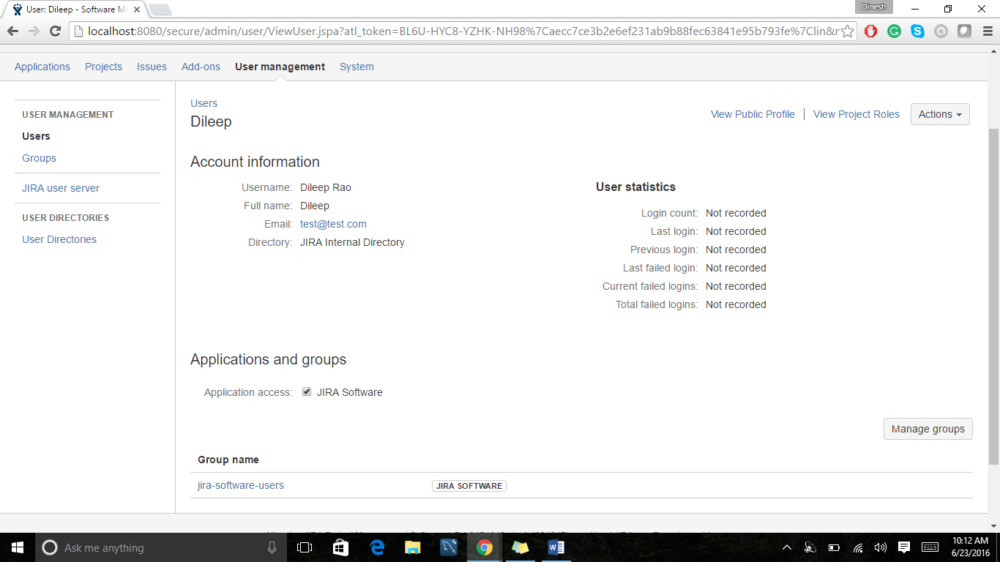 User: Dileep - Software M
Dinesh
localhost:8080/secure/admin/user/ViewUser.jspa?atl_token=BL6U-HYC8-YZHK-NH98%7Caecc7ce3b2e6ef231ab9b88fec63841e95b793fe%7Clin&r
Applications Projects Issues Add-ons User management System
USER MANAGEMENT
Users
Groups
JIRA user server
USER DIRECTORIES
User Directories
Users
Dileep
View Public Profile View Project Roles Actions
Account information
Username: Dileep Rao
Full name: Dileep
Email: test@test.com
Directory: JIRA Internal Directory
User statistics
Login count: Not recorded
Last login: Not recorded
Previous login: Not recorded
Last failed login: Not recorded
Current failed logins: Not recorded
Total failed logins: Not recorded
Applications and groups
Application access: JIRA Software
Manage groups
Group name
jira-software-users JIRA SOFTWARE
Ask me anything
10:12 AM
6/23/2016